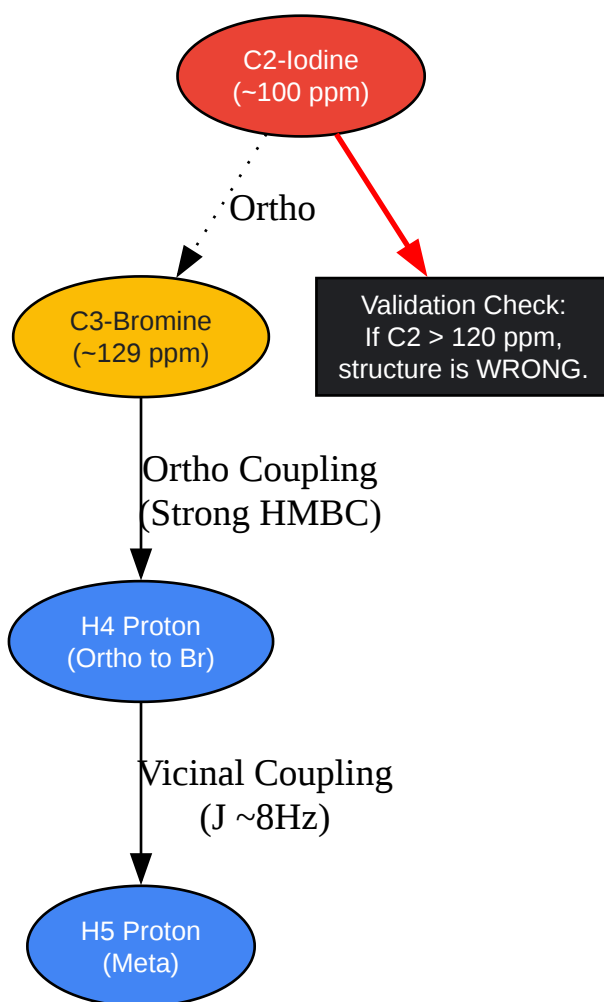 C2-Iodine
(~100 ppm)
Ortho
C3-Bromine
(~129 ppm)
Validation Check:
If C2 > 120 ppm,
structure is WRONG.
Ortho Coupling
(Strong HMBC)
H4 Proton
(Ortho to Br)
Vicinal Coupling
(J ~8Hz)
H5 Proton
(Meta)